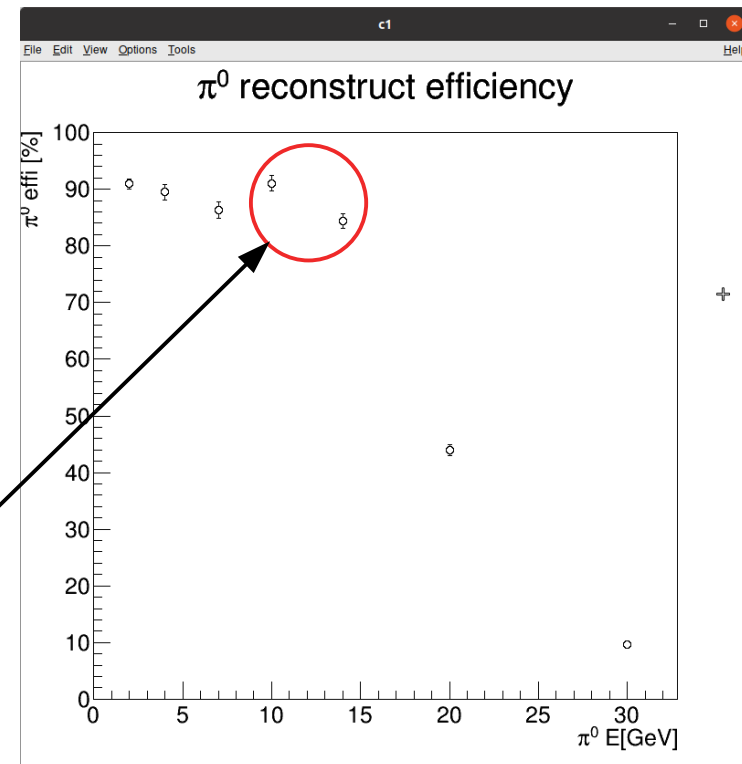 c1
File Edit View Options Tools Help
π⁰ reconstruct efficiency
π⁰ effi [%]
100
90
80
70
60
50
40
30
20
10
0
0 5 10 15 20 25 30
π⁰ E[GeV]